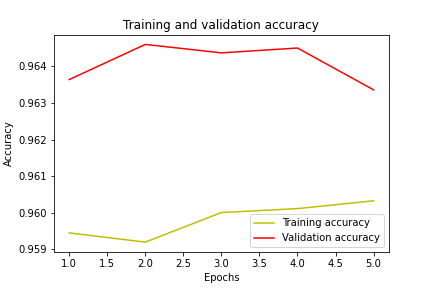 Training and validation accuracy
Accuracy
0.964
0.963
0.962
0.961
0.960
0.959
Training accuracy
Validation accuracy
1.0 1.5 2.0 2.5 3.0 3.5 4.0 4.5 5.0
Epochs